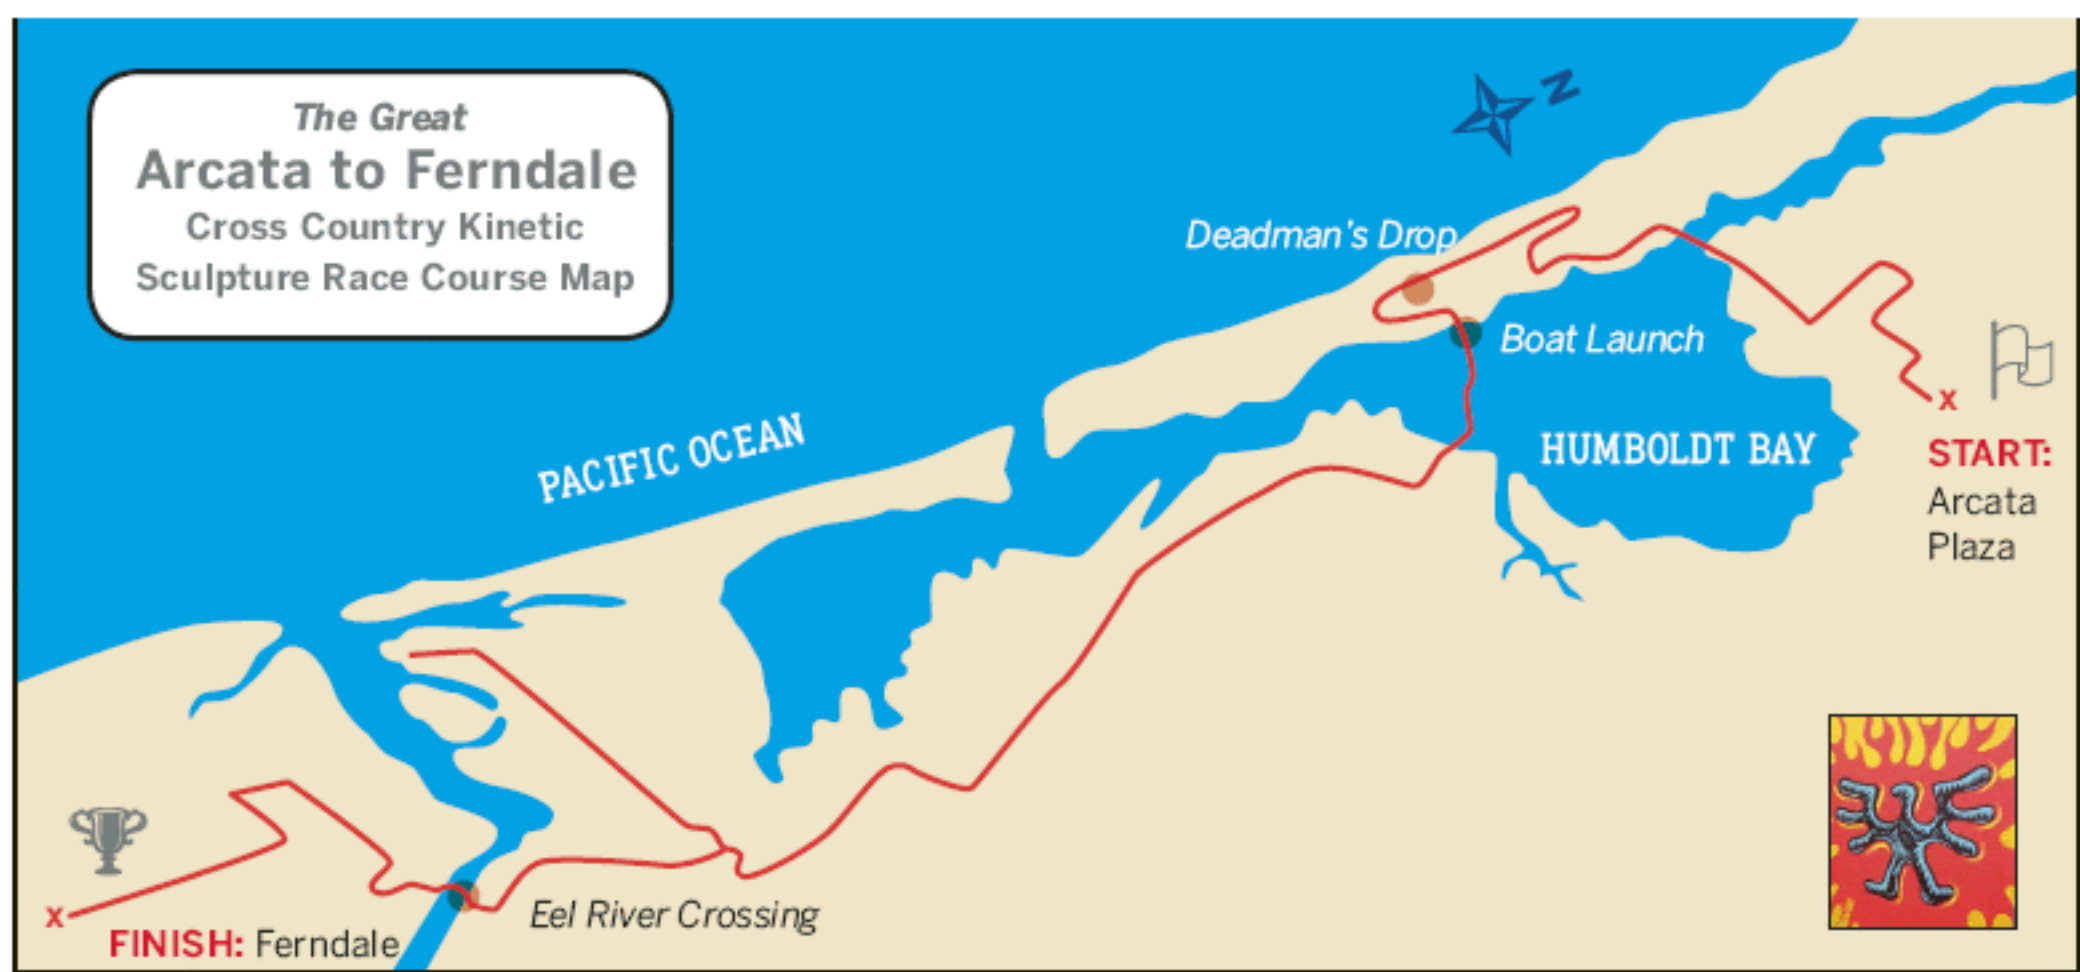 The Great
Arcata to Ferndale
Cross Country Kinetic
Sculpture Race Course Map
N
Deadman's Drop
Boat Launch
PACIFIC OCEAN
HUMBOLDT BAY
x
START:
Arcata
Plaza
Eel River Crossing
x
FINISH: Ferndale